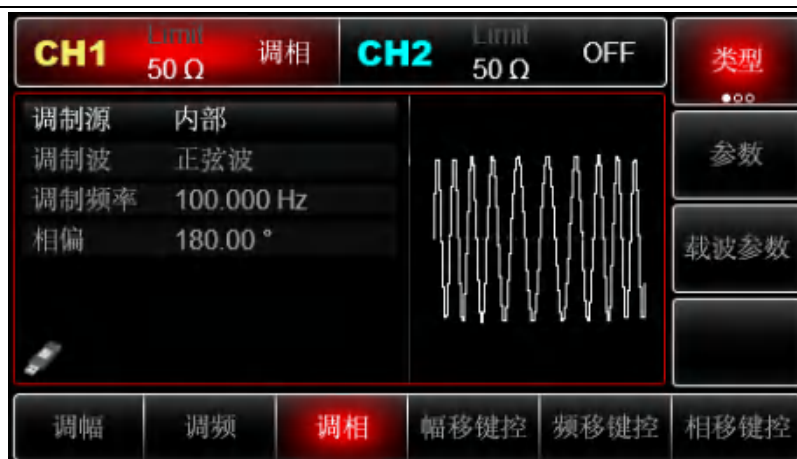 CH1 Limit 50 Ω 调相 CH2 Limit 50 Ω OFF 类型
调制源 内部
调制波 正弦波
调制频率 100.000 Hz
相偏 180.00 °
参数
载波参数
调幅 调频 调相 幅移键控 频移键控 相移键控